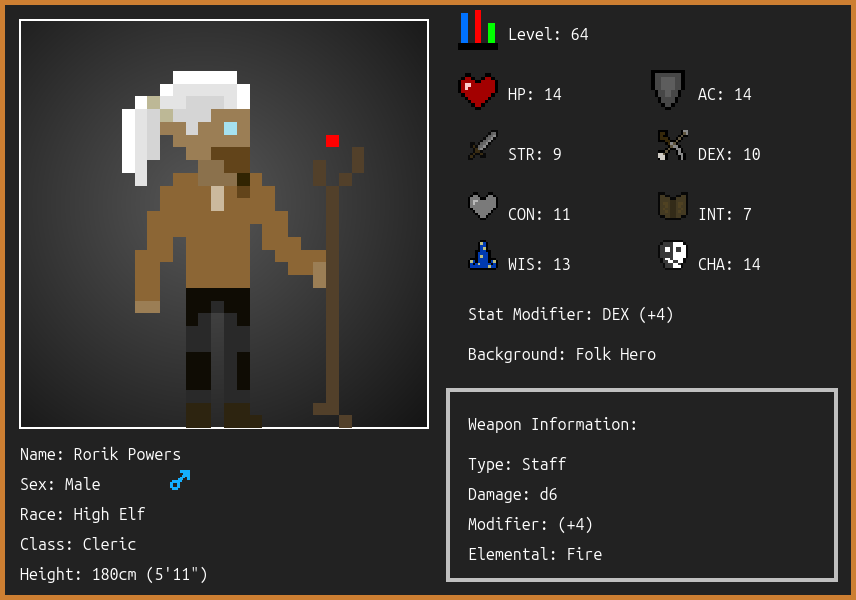 Level: 64
HP: 14
AC: 14
STR: 9
DEX: 10
CON: 11
INT: 7
WIS: 13
CHA: 14
Stat Modifier: DEX (+4)
Background: Folk Hero
Weapon Information:
Type: Staff
Damage: d6
Modifier: (+4)
Elemental: Fire
Name: Rorik Powers
Sex: Male
Race: High Elf
Class: Cleric
Height: 180cm (5'11")